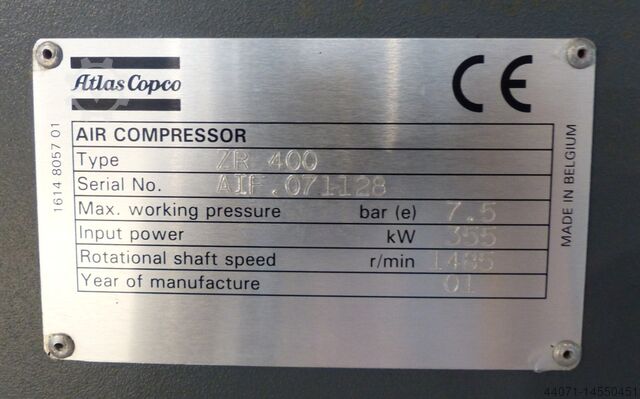 Atlas Copco
CE
1614 8057 01
AIR COMPRESSOR
Type ZR 400
Serial No. AIF.071128
Max. working pressure bar (e) 7.5
Input power kW 355
Rotational shaft speed r/min 1485
Year of manufacture 01
MADE IN BELGIUM
44071-14550451